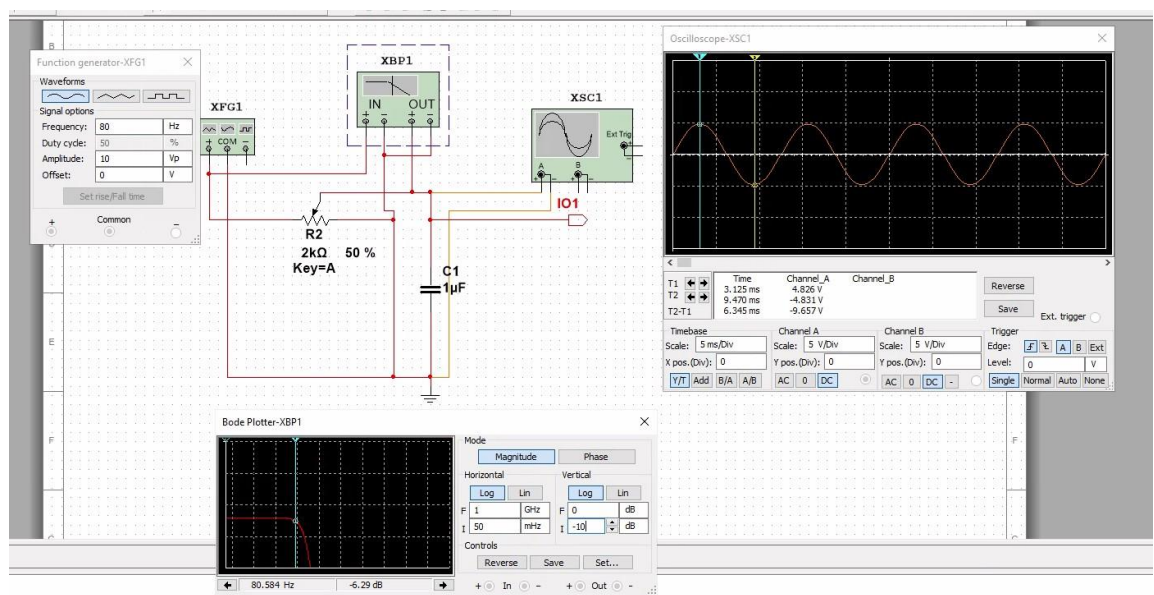 B
E
F
F
Function generator-XFG1
Waveforms
Signal options
Frequency: 80 Hz
Duty cycle: 50 %
Amplitude: 10 Vp
Offset: 0 V
Set rise/Fall time
+ Common -
XFG1
+ COM -
XBP1
IN OUT
+ - + -
XSC1
Ext Trig
+
-
A B
+ - + -
IO1
R2
2kΩ 50 %
Key=A
C1
1µF
Oscilloscope-XSC1
T1
T2
T2-T1
Time Channel_A Channel_B
3.125 ms 4.826 V
9.470 ms -4.831 V
6.345 ms -9.657 V
Reverse
Save
Ext. trigger
Timebase
Scale: 5 ms/Div
X pos.(Div): 0
Y/T Add B/A A/B
Channel A
Scale: 5 V/Div
Y pos.(Div): 0
AC 0 DC
Channel B
Scale: 5 V/Div
Y pos.(Div): 0
AC 0 DC -
Trigger
Edge: A B Ext
Level: 0 V
Single Normal Auto None
Bode Plotter-XBP1
80.584 Hz -6.29 dB
Mode
Magnitude Phase
Horizontal Vertical
Log Lin Log Lin
F 1 GHz F 0 dB
I 50 mHz I -10 dB
Controls
Reverse Save Set...
+ In - + Out -